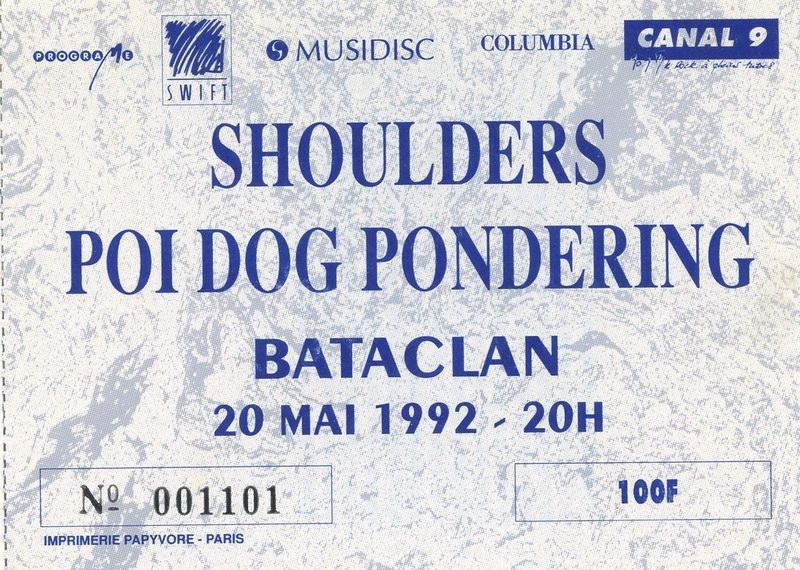 PROGRAMME
SWIFT
MUSIDISC
COLUMBIA
CANAL 9
SHOULDERS
POI DOG PONDERING
BATACLAN
20 MAI 1992 - 20H
Nº 001101
100F
IMPRIMERIE PAPYVORE - PARIS